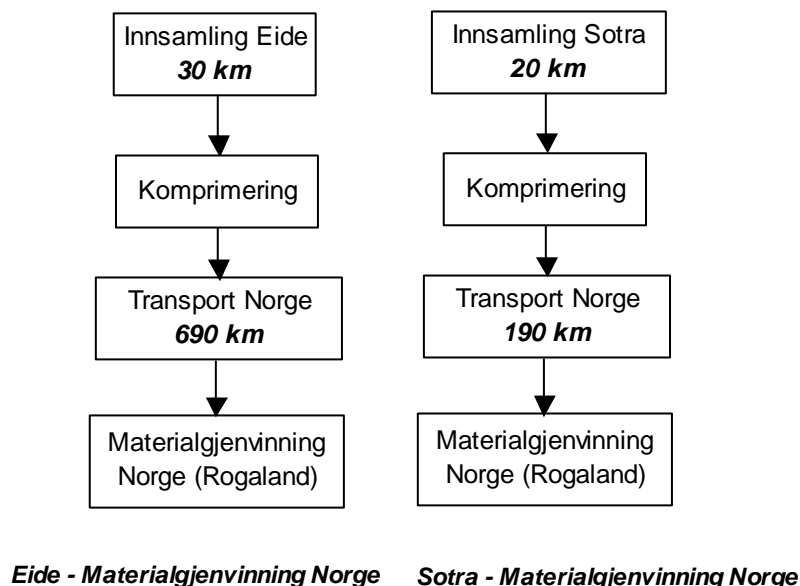 Innsamling Eide
30 km
Komprimering
Transport Norge
690 km
Materialgjenvinning
Norge (Rogaland)
Eide - Materialgjenvinning Norge
Innsamling Sotra
20 km
Komprimering
Transport Norge
190 km
Materialgjenvinning
Norge (Rogaland)
Sotra - Materialgjenvinning Norge